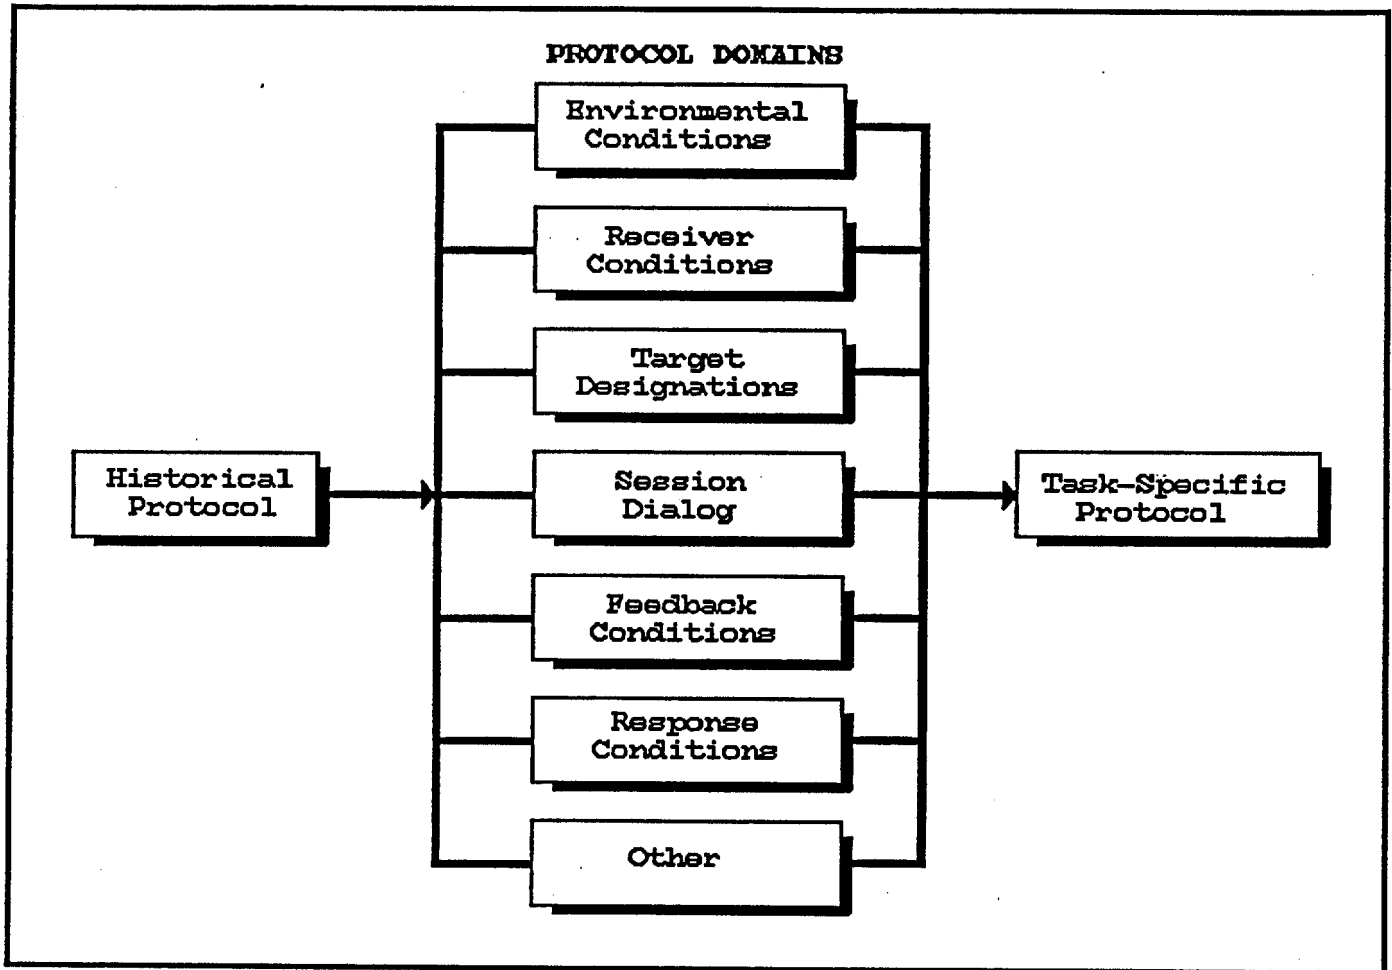 PROTOCOL DOMAINS
Environmental
Conditions
Receiver
Conditions
Target
Designations
Historical
Protocol
Session
Dialog
Task-Specific
Protocol
Feedback
Conditions
Response
Conditions
Other